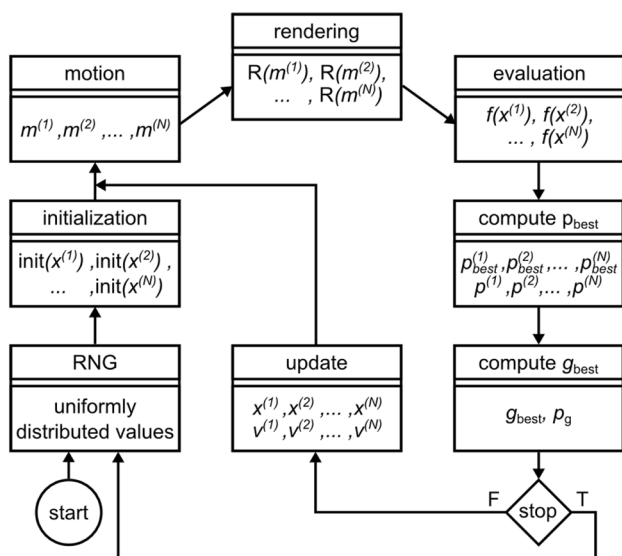 rendering
R(m^(1)), R(m^(2)),
... , R(m^(N))
motion
m^(1) ,m^(2) ,... ,m^(N)
evaluation
f(x^(1)), f(x^(2)),
... , f(x^(N))
initialization
init(x^(1)) ,init(x^(2)) ,
... ,init(x^(N))
compute p_best
p_best^(1) ,p_best^(2) ,... ,p_best^(N)
p^(1) ,p^(2) ,... ,p^(N)
RNG
uniformly
distributed values
update
x^(1) ,x^(2) ,... ,x^(N)
v^(1) ,v^(2) ,... ,v^(N)
compute g_best
g_best, p_g
start
F
stop
T